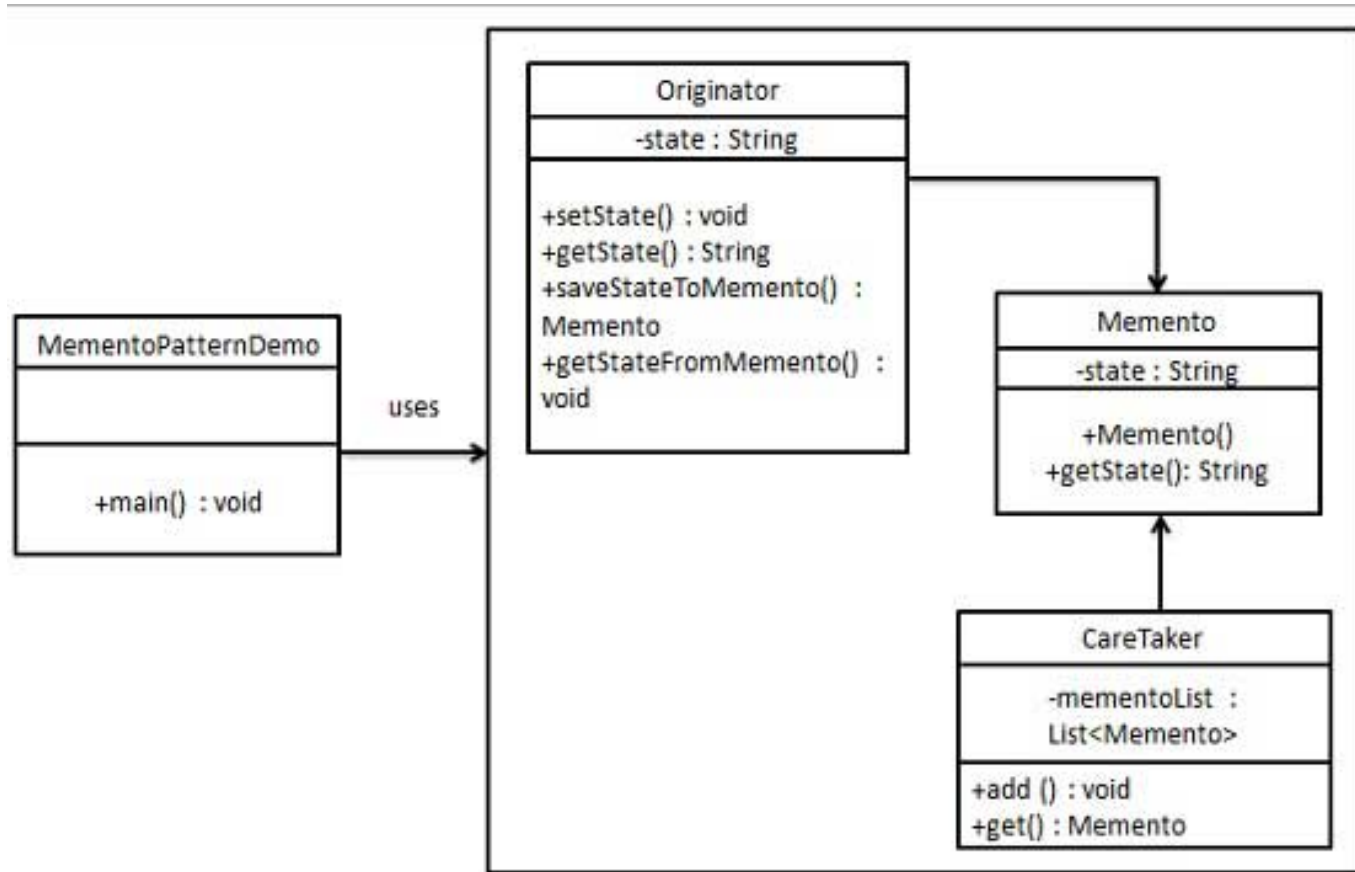 MementoPatternDemo
+main() : void
uses
Originator
-state : String
+setState() : void
+getState() : String
+saveStateToMemento() :
Memento
+getStateFromMemento() :
void
Memento
-state : String
+Memento()
+getState(): String
CareTaker
-mementoList :
List<Memento>
+add () : void
+get() : Memento